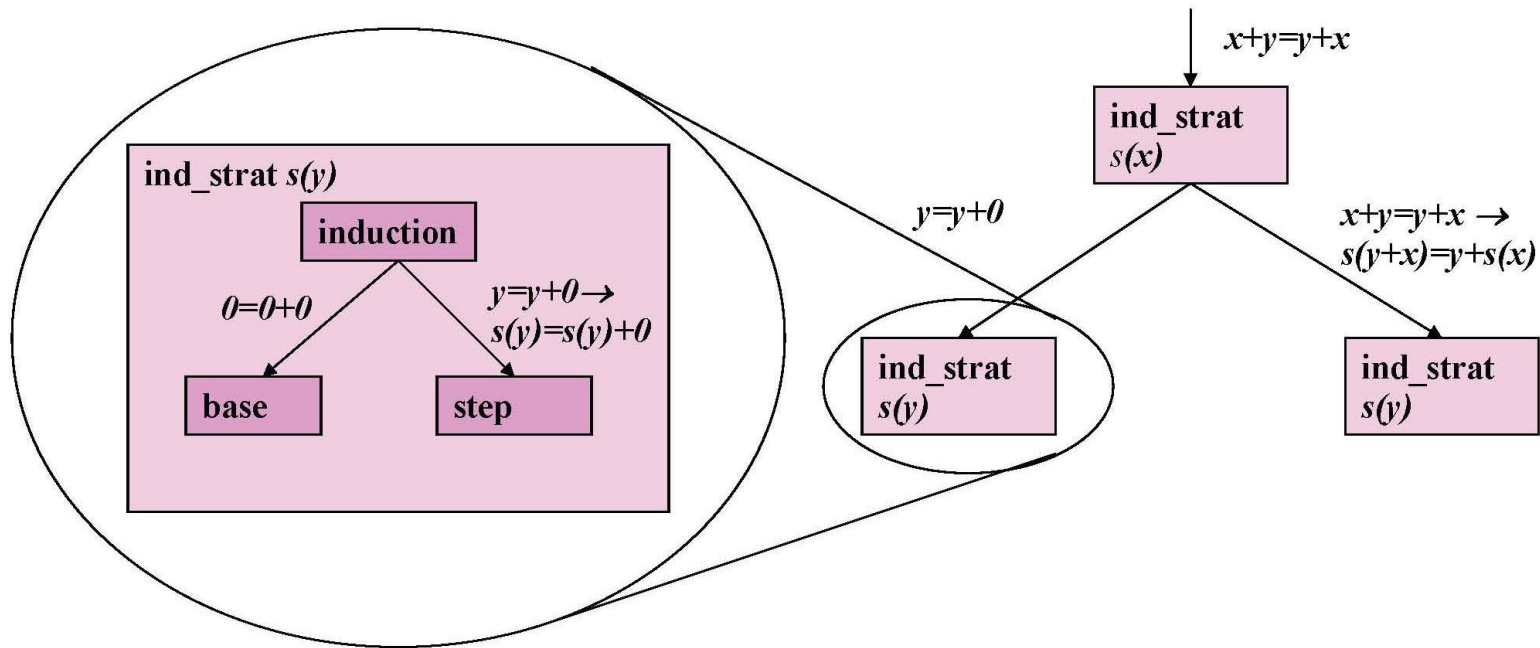 x+y=y+x
ind_strat
s(x)
ind_strat s(y)
induction
0=0+0
y=y+0→
s(y)=s(y)+0
base
step
y=y+0
x+y=y+x →
s(y+x)=y+s(x)
ind_strat
s(y)
ind_strat
s(y)